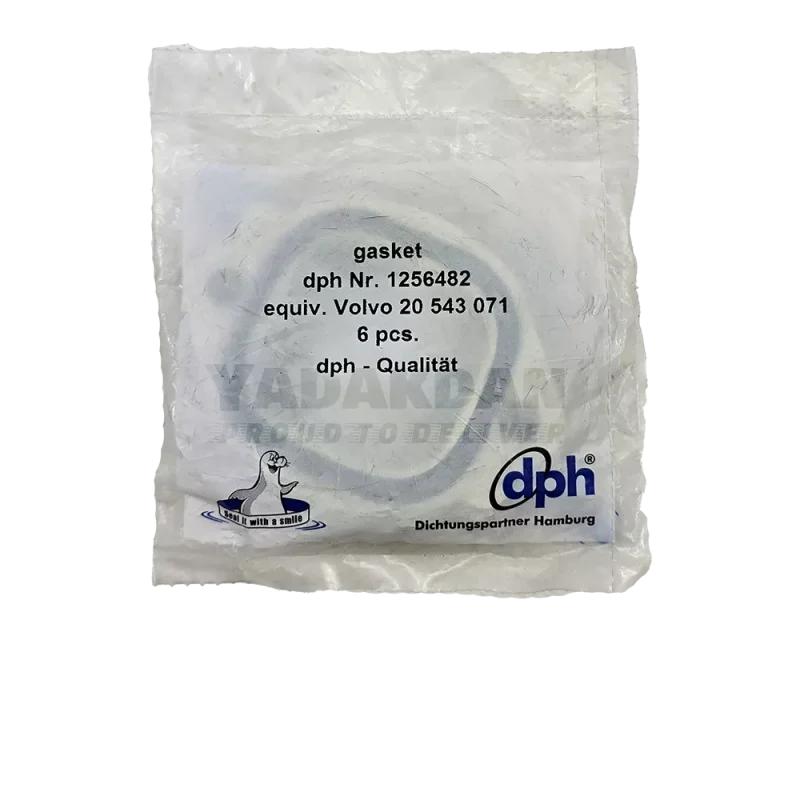 gasket
dph Nr. 1256482
equiv. Volvo 20 543 071
6 pcs.
dph - Qualität
YADAKDAN
PROUD TO DELIVER
Seal it with a smile
dph®
Dichtungspartner Hamburg